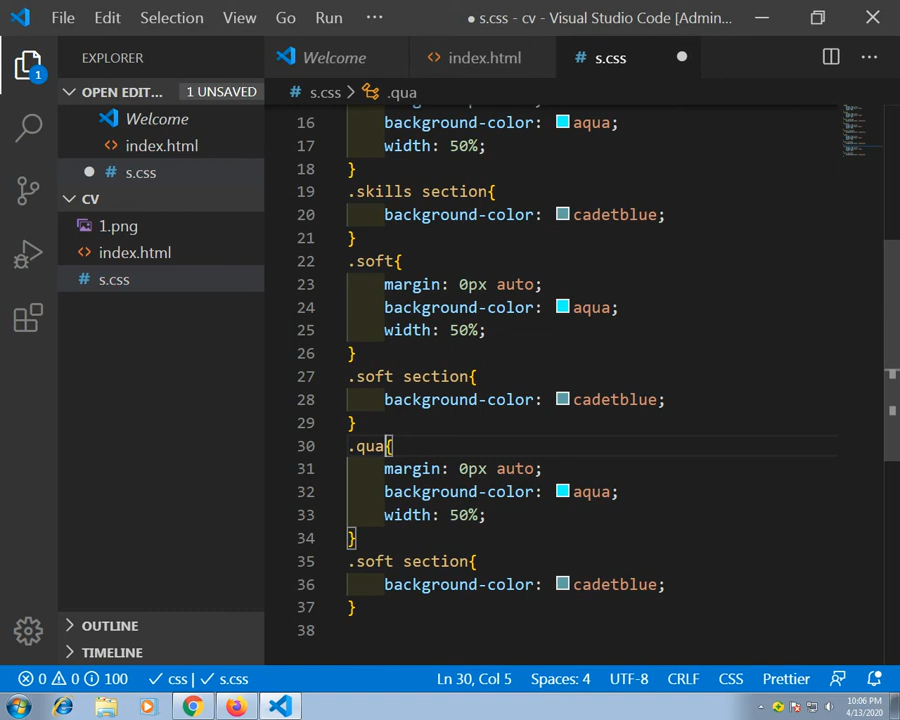 File Edit Selection View Go Run ··· ● s.css - cv - Visual Studio Code [Admin...
EXPLORER
Welcome
index.html
# s.css
OPEN EDIT...
1 UNSAVED
Welcome
index.html
# s.css
CV
1.png
index.html
# s.css
OUTLINE
TIMELINE
1
# s.css > .qua
16 background-color: aqua;
17 width: 50%;
18 }
19 .skills section{
20 background-color: cadetblue;
21 }
22 .soft{
23 margin: 0px auto;
24 background-color: aqua;
25 width: 50%;
26 }
27 .soft section{
28 background-color: cadetblue;
29 }
30 .qua{
31 margin: 0px auto;
32 background-color: aqua;
33 width: 50%;
34 }
35 .soft section{
36 background-color: cadetblue;
37 }
38
0 0 100 ✓ css | ✓ s.css Ln 30, Col 5 Spaces: 4 UTF-8 CRLF CSS Prettier
10:06 PM
4/13/2020